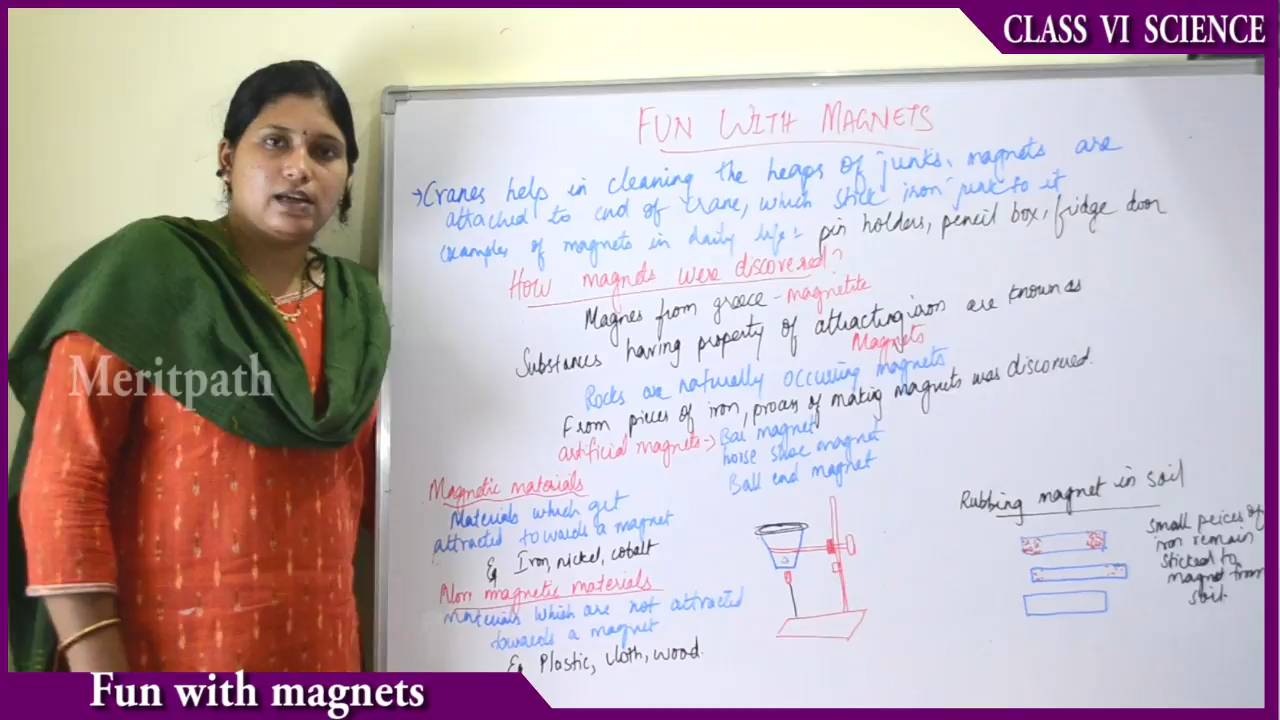 CLASS VI SCIENCE
FUN WITH MAGNETS
→ Cranes help in cleaning the heaps of junks, magnets are
attached to end of crane, which stick iron junk to it
examples of magnets in daily life:- pin holders, pencil box, fridge door
How magnets were discovered?
Magnes from greece - magnetite
Substances having property of attracting iron are known as
Magnets
Rocks are naturally occuring magnets
From pieces of iron, process of making magnets was discovered.
artificial magnets → Bar magnet
horse shoe magnet
Ball end magnet
Magnetic materials
Materials which get
attracted towards a magnet
Eg Iron, nickel, cobalt
Non magnetic materials
Materials which are not attracted
towards a magnet
Eg Plastic, cloth, wood.
Rubbing magnet in soil
small peices of
iron remain
sticked to
magnet from
soil
Meritpath
Fun with magnets